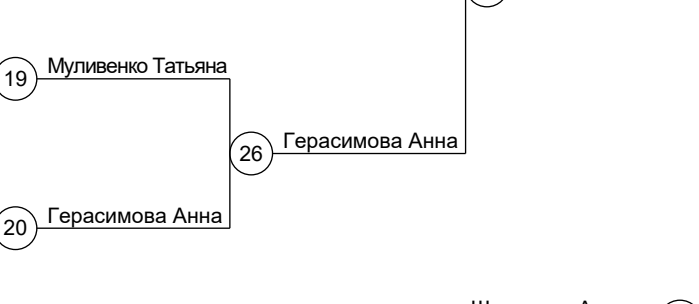 19 Муливенко Татьяна
26 Герасимова Анна
20 Герасимова Анна